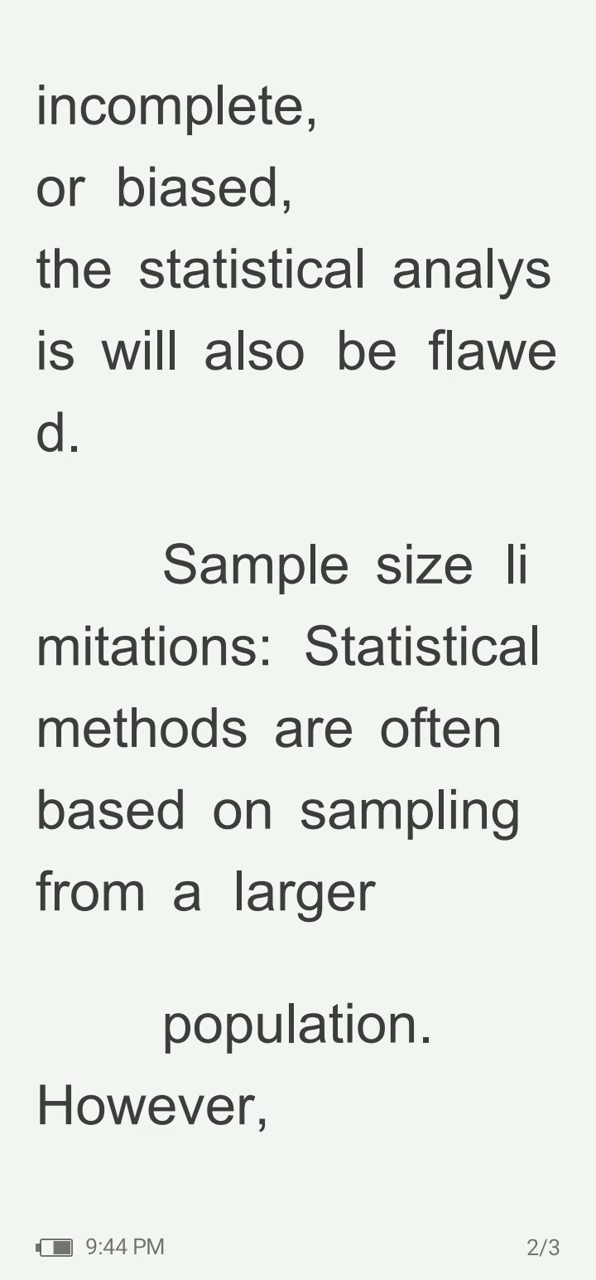 incomplete,
or biased,
the statistical analys
is will also be flawe
d.
Sample size li
mitations: Statistical
methods are often
based on sampling
from a larger
population.
However,
9:44 PM
2/3